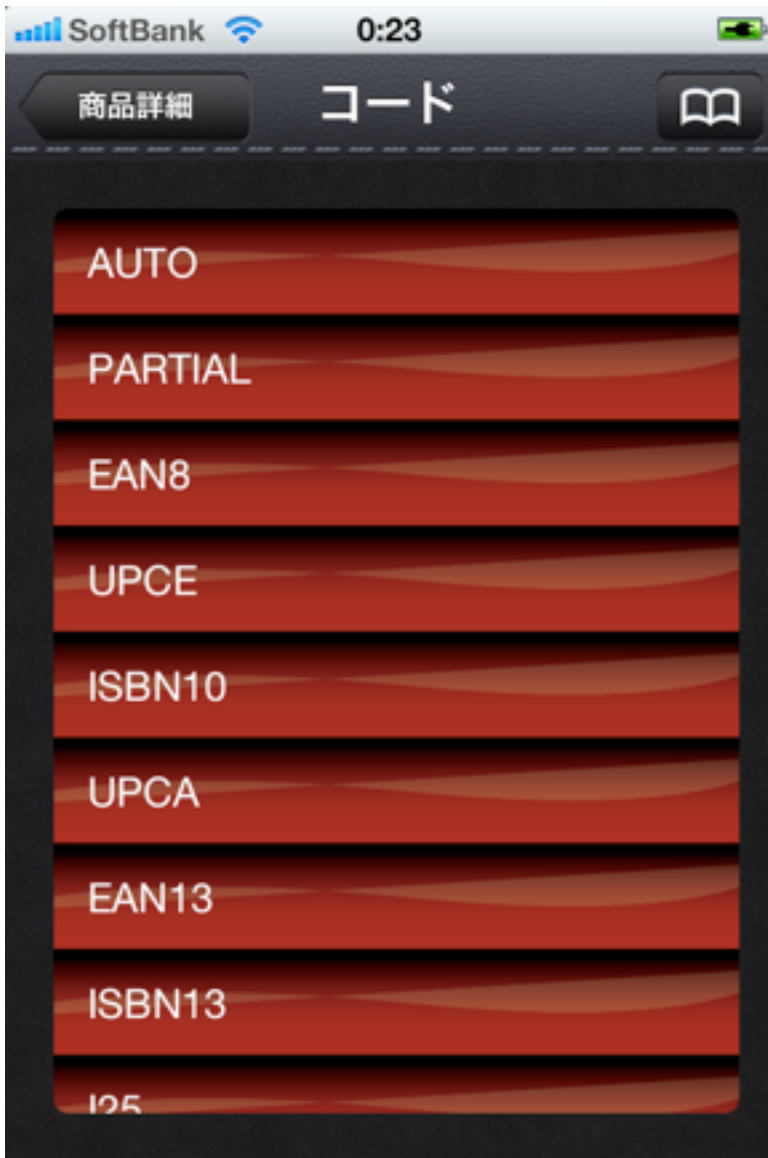 SoftBank 0:23
商品詳細 コード
AUTO
PARTIAL
EAN8
UPCE
ISBN10
UPCA
EAN13
ISBN13
I25